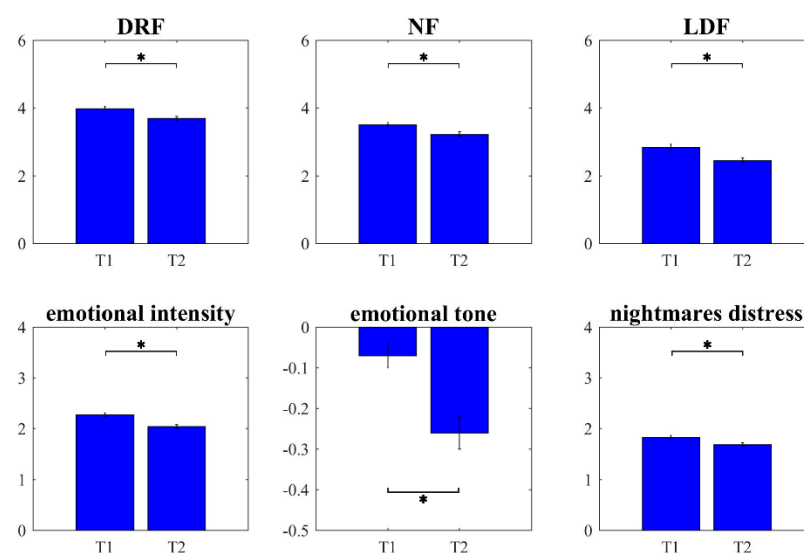 DRF
6
*
4
2
0
T1 T2
NF
6
*
4
2
0
T1 T2
LDF
6
*
4
2
0
T1 T2
emotional intensity
4
*
3
2
1
0
T1 T2
emotional tone
0
-0.1
-0.2
-0.3
-0.4
*
-0.5
T1 T2
nightmares distress
4
*
3
2
1
0
T1 T2